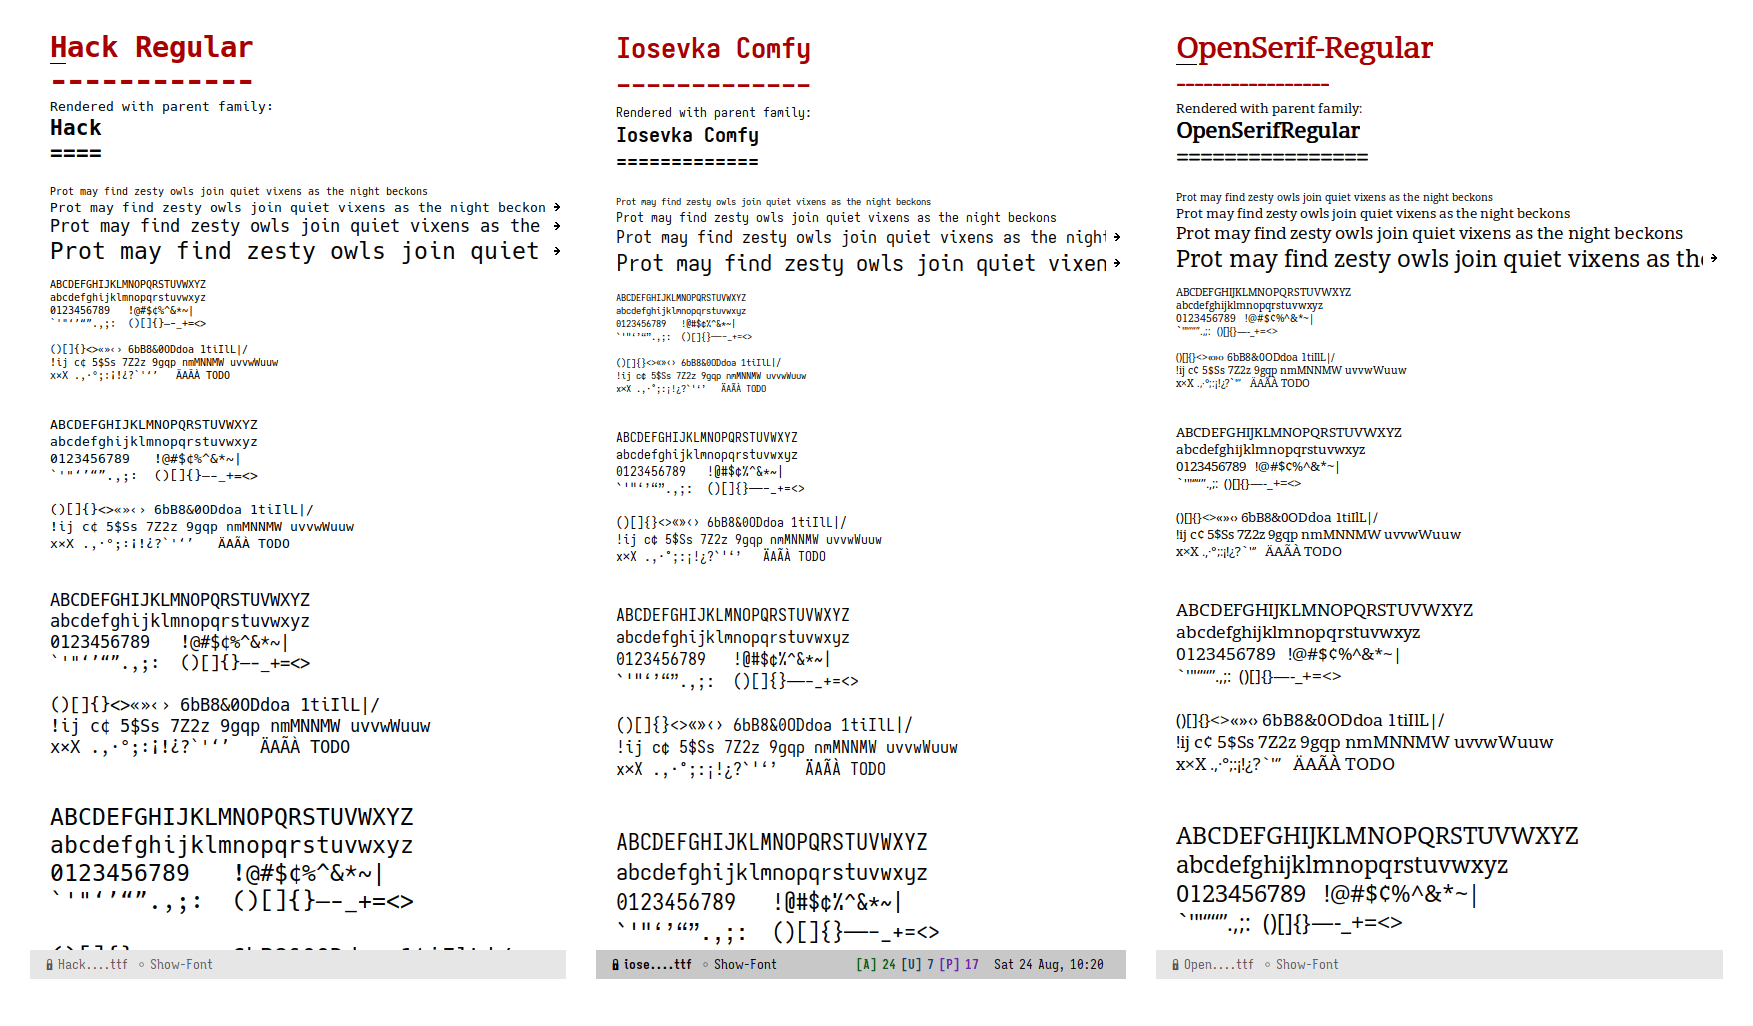 Hack Regular
------------
Rendered with parent family:
Hack
====
Prot may find zesty owls join quiet vixens as the night beckons
Prot may find zesty owls join quiet vixens as the night beckon
Prot may find zesty owls join quiet vixens as the
Prot may find zesty owls join quiet
ABCDEFGHIJKLMNOPQRSTUVWXYZ
abcdefghijklmnopqrstuvwxyz
0123456789   !@#$¢%^&*~|
`'"‘’“”.,;:  ()[]{}—-_+=<>
()[]{}<>«»‹› 6bB8&0ODdoa 1tiIlL|/
!ij c¢ 5$Ss 7Z2z 9gqp nmMNNMW uvvwWuuw
x×X .,·°;:¡!¿?`'‘’   ÄAÃÀ TODO
ABCDEFGHIJKLMNOPQRSTUVWXYZ
abcdefghijklmnopqrstuvwxyz
0123456789   !@#$¢%^&*~|
`'"‘’“”.,;:  ()[]{}—-_+=<>
()[]{}<>«»‹› 6bB8&0ODdoa 1tiIlL|/
!ij c¢ 5$Ss 7Z2z 9gqp nmMNNMW uvvwWuuw
x×X .,·°;:¡!¿?`'‘’   ÄAÃÀ TODO
ABCDEFGHIJKLMNOPQRSTUVWXYZ
abcdefghijklmnopqrstuvwxyz
0123456789   !@#$¢%^&*~|
`'"‘’“”.,;:  ()[]{}—-_+=<>
()[]{}<>«»‹› 6bB8&0ODdoa 1tiIlL|/
!ij c¢ 5$Ss 7Z2z 9gqp nmMNNMW uvvwWuuw
x×X .,·°;:¡!¿?`'‘’   ÄAÃÀ TODO
ABCDEFGHIJKLMNOPQRSTUVWXYZ
abcdefghijklmnopqrstuvwxyz
0123456789   !@#$¢%^&*~|
`'"‘’“”.,;:  ()[]{}—-_+=<>
Hack....ttf ◦ Show-Font
Iosevka Comfy
-------------
Rendered with parent family:
Iosevka Comfy
=============
Prot may find zesty owls join quiet vixens as the night beckons
Prot may find zesty owls join quiet vixens as the night beckons
Prot may find zesty owls join quiet vixens as the night
Prot may find zesty owls join quiet vixen
ABCDEFGHIJKLMNOPQRSTUVWXYZ
abcdefghijklmnopqrstuvwxyz
0123456789   !@#$¢%^&*~|
`'"‘’“”.,;:  ()[]{}—-_+=<>
()[]{}<>«»‹› 6bB8&0ODdoa 1tiIlL|/
!ij c¢ 5$Ss 7Z2z 9gqp nmMNNMW uvvwWuuw
x×X .,·°;:¡!¿?`'‘’   ÄAÃÀ TODO
ABCDEFGHIJKLMNOPQRSTUVWXYZ
abcdefghijklmnopqrstuvwxyz
0123456789   !@#$¢%^&*~|
`'"‘’“”.,;:  ()[]{}—-_+=<>
()[]{}<>«»‹› 6bB8&0ODdoa 1tiIlL|/
!ij c¢ 5$Ss 7Z2z 9gqp nmMNNMW uvvwWuuw
x×X .,·°;:¡!¿?`'‘’   ÄAÃÀ TODO
ABCDEFGHIJKLMNOPQRSTUVWXYZ
abcdefghijklmnopqrstuvwxyz
0123456789   !@#$¢%^&*~|
`'"‘’“”.,;:  ()[]{}—-_+=<>
()[]{}<>«»‹› 6bB8&0ODdoa 1tiIlL|/
!ij c¢ 5$Ss 7Z2z 9gqp nmMNNMW uvvwWuuw
x×X .,·°;:¡!¿?`'‘’   ÄAÃÀ TODO
ABCDEFGHIJKLMNOPQRSTUVWXYZ
abcdefghijklmnopqrstuvwxyz
0123456789   !@#$¢%^&*~|
`'"‘’“”.,;:  ()[]{}—-_+=<>
iose....ttf ◦ Show-Font [A] 24 [U] 7 [P] 17 Sat 24 Aug, 10:20
OpenSerif-Regular
-----------------
Rendered with parent family:
OpenSerifRegular
================
Prot may find zesty owls join quiet vixens as the night beckons
Prot may find zesty owls join quiet vixens as the night beckons
Prot may find zesty owls join quiet vixens as the night beckons
Prot may find zesty owls join quiet vixens as the
ABCDEFGHIJKLMNOPQRSTUVWXYZ
abcdefghijklmnopqrstuvwxyz
0123456789   !@#$¢%^&*~|
`'"‘’“”.,;:  ()[]{}—-_+=<>
()[]{}<>«»‹› 6bB8&0ODdoa 1tiIlL|/
!ij c¢ 5$Ss 7Z2z 9gqp nmMNNMW uvvwWuuw
x×X .,·°;:¡!¿?`'‘’   ÄAÃÀ TODO
ABCDEFGHIJKLMNOPQRSTUVWXYZ
abcdefghijklmnopqrstuvwxyz
0123456789   !@#$¢%^&*~|
`'"‘’“”.,;:  ()[]{}—-_+=<>
()[]{}<>«»‹› 6bB8&0ODdoa 1tiIlL|/
!ij c¢ 5$Ss 7Z2z 9gqp nmMNNMW uvvwWuuw
x×X .,·°;:¡!¿?`'‘’   ÄAÃÀ TODO
ABCDEFGHIJKLMNOPQRSTUVWXYZ
abcdefghijklmnopqrstuvwxyz
0123456789   !@#$¢%^&*~|
`'"‘’“”.,;:  ()[]{}—-_+=<>
()[]{}<>«»‹› 6bB8&0ODdoa 1tiIlL|/
!ij c¢ 5$Ss 7Z2z 9gqp nmMNNMW uvvwWuuw
x×X .,·°;:¡!¿?`'‘’   ÄAÃÀ TODO
ABCDEFGHIJKLMNOPQRSTUVWXYZ
abcdefghijklmnopqrstuvwxyz
0123456789   !@#$¢%^&*~|
`'"‘’“”.,;:  ()[]{}—-_+=<>
Open....ttf ◦ Show-Font